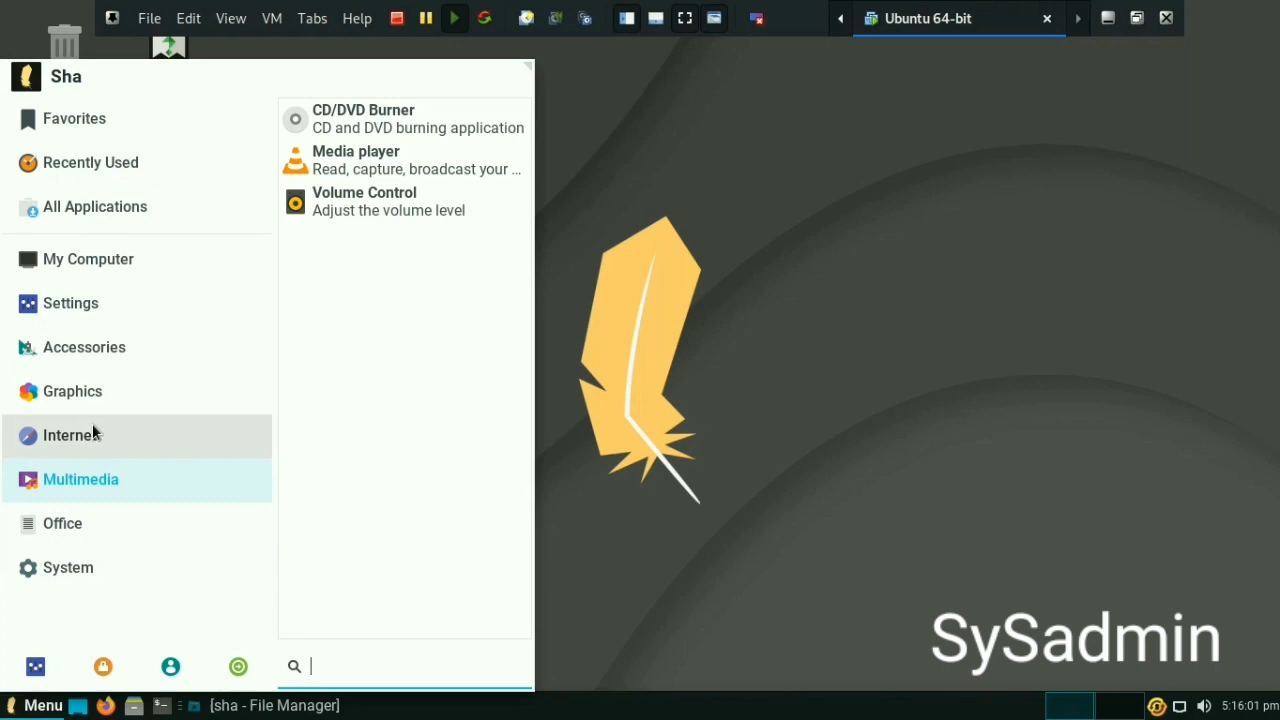 File Edit View VM Tabs Help
Ubuntu 64-bit
Sha
Favorites
Recently Used
All Applications
My Computer
Settings
Accessories
Graphics
Internet
Multimedia
Office
System
CD/DVD Burner
CD and DVD burning application
Media player
Read, capture, broadcast your ...
Volume Control
Adjust the volume level
SySadmin
Menu
[sha - File Manager]
5:16:01 pm